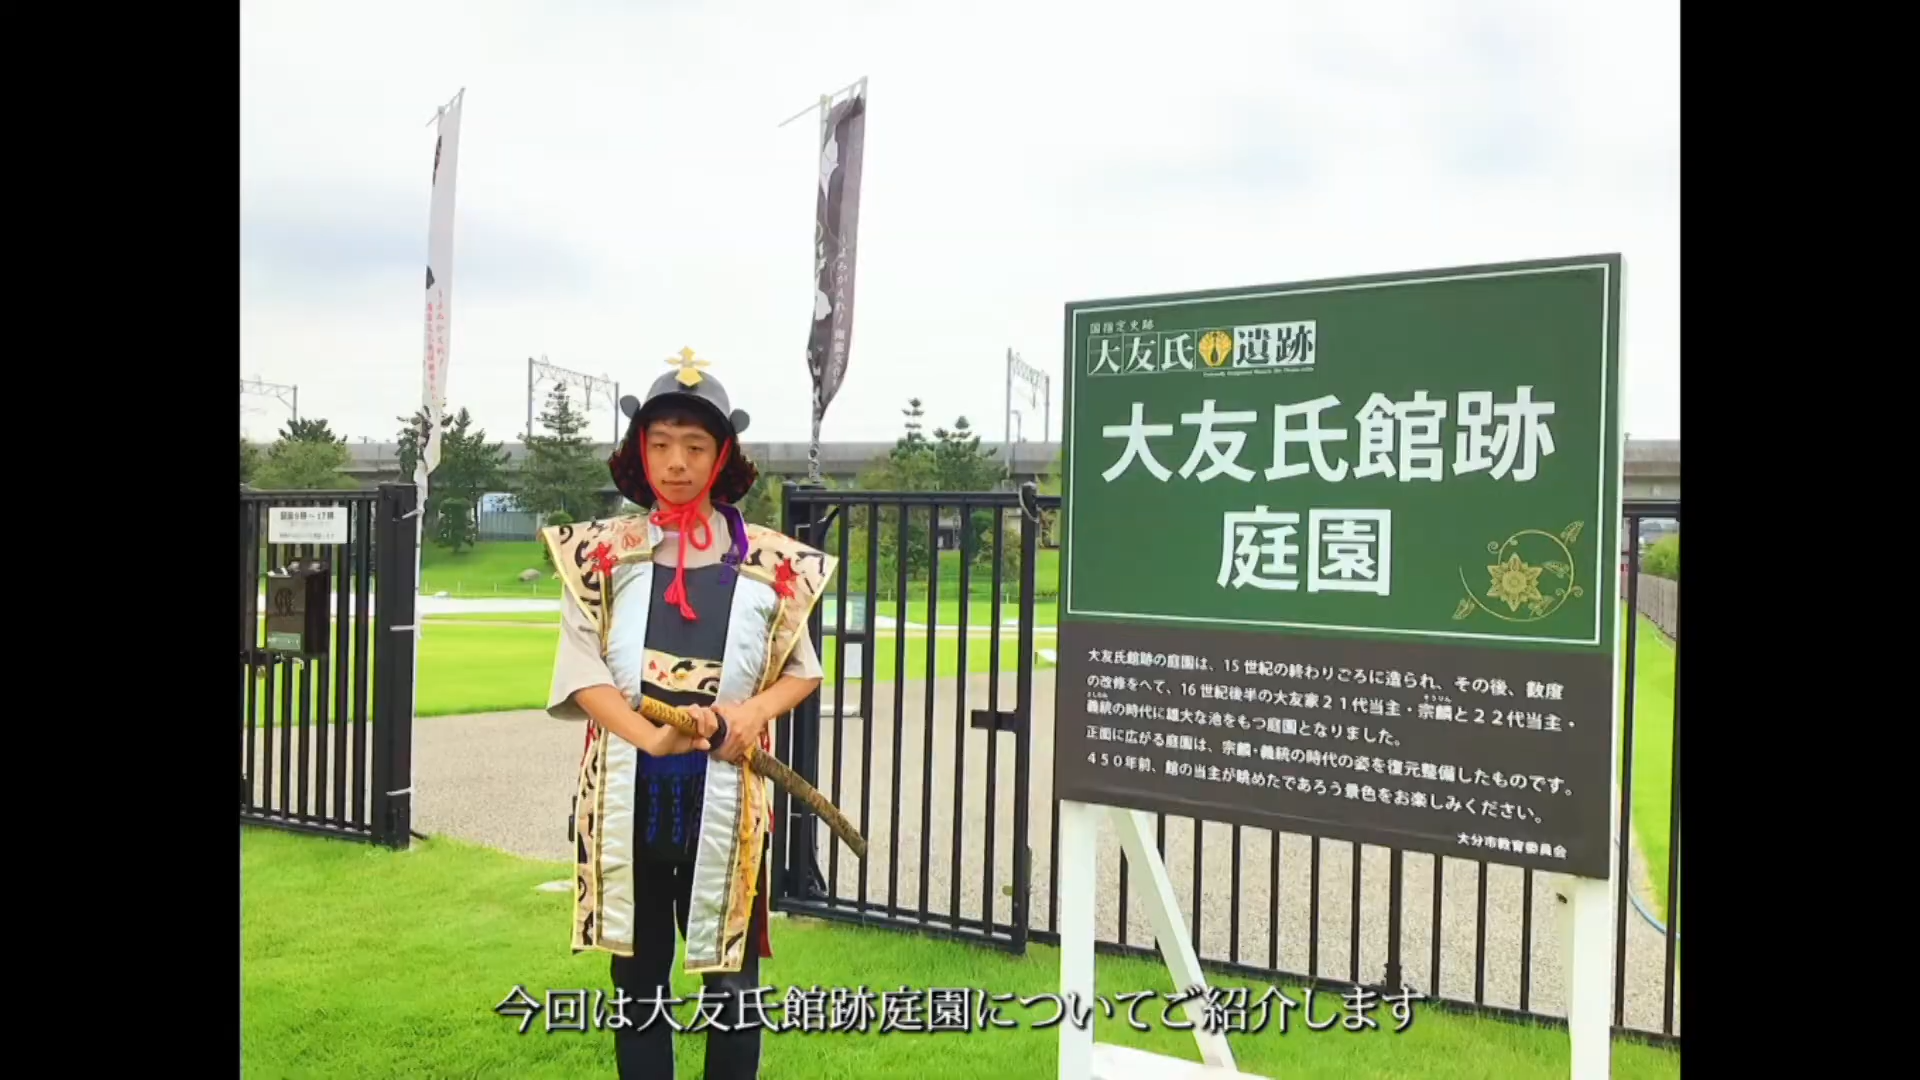 国指定史跡
大友氏遺跡
大友氏館跡
庭園
大友氏館跡の庭園は、15世紀の終わりごろに造られ、その後、数度
の改修をへて、16世紀後半の大友家21代当主・宗麟と22代当主・
そうりん
よしむね
義統の時代に雄大な池をもつ庭園となりました。
正面に広がる庭園は、宗麟・義統の時代の姿を復元整備したものです。
450年前、館の当主が眺めたであろう景色をお楽しみください。
大分市教育委員会
今回は大友氏館跡庭園についてご紹介します